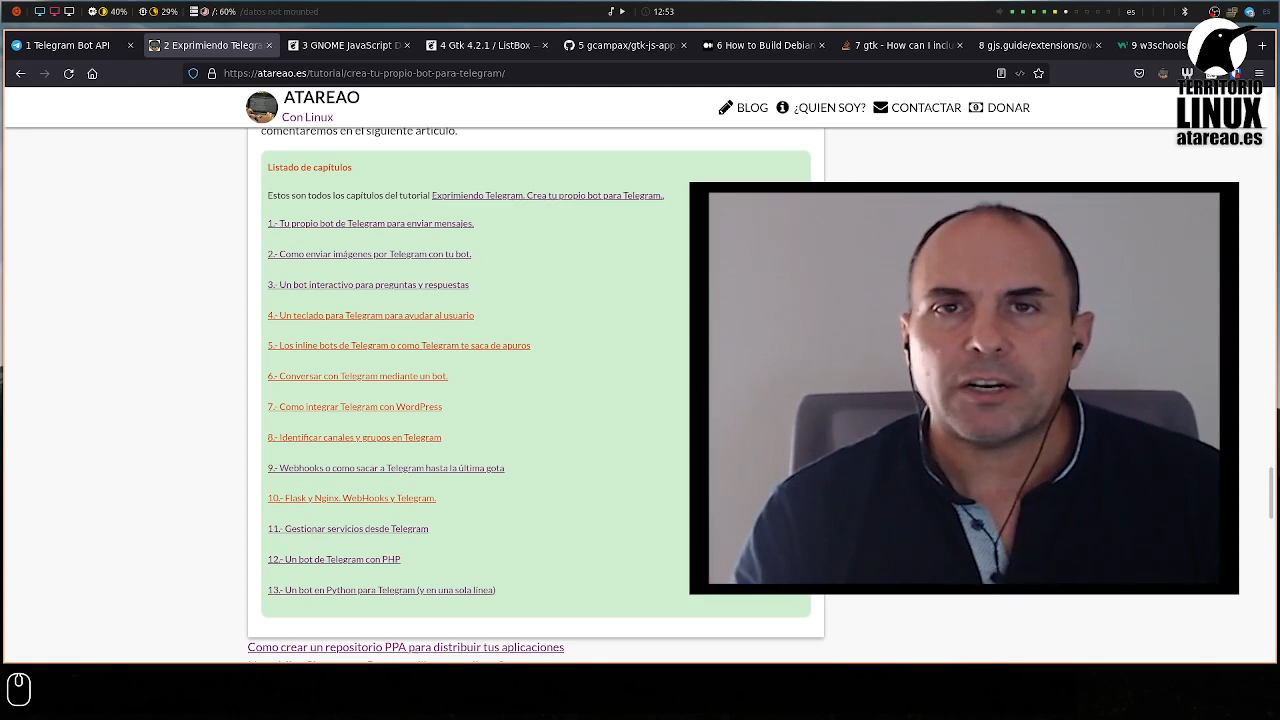 40%
29%
/: 60%
/datos not mounted
12:53
es
ES
1 Telegram Bot API
2 Exprimiendo Telegra
3 GNOME JavaScript D
4 Gtk 4.2.1 / ListBox
5 gcampax/gtk-js-app
6 How to Build Debian
7 gtk - How can I inclu
8 gjs.guide/extensions/ov
9 w3schools
https://atareao.es/tutorial/crea-tu-propio-bot-para-telegram/
TERRITORIO
LINUX
atareao.es
ATAREAO
Con Linux
BLOG
¿QUIEN SOY?
CONTACTAR
DONAR
comentaremos en el siguiente artículo.
Listado de capítulos
Estos son todos los capítulos del tutorial Exprimiendo Telegram. Crea tu propio bot para Telegram.,
1.- Tu propio bot de Telegram para enviar mensajes.
2.- Como enviar imágenes por Telegram con tu bot.
3.- Un bot interactivo para preguntas y respuestas
4.- Un teclado para Telegram para ayudar al usuario
5.- Los inline bots de Telegram o como Telegram te saca de apuros
6.- Conversar con Telegram mediante un bot.
7.- Como integrar Telegram con WordPress
8.- Identificar canales y grupos en Telegram
9.- Webhooks o como sacar a Telegram hasta la última gota
10.- Flask y Nginx. WebHooks y Telegram.
11.- Gestionar servicios desde Telegram
12.- Un bot de Telegram con PHP
13.- Un bot en Python para Telegram (y en una sola línea)
Como crear un repositorio PPA para distribuir tus aplicaciones